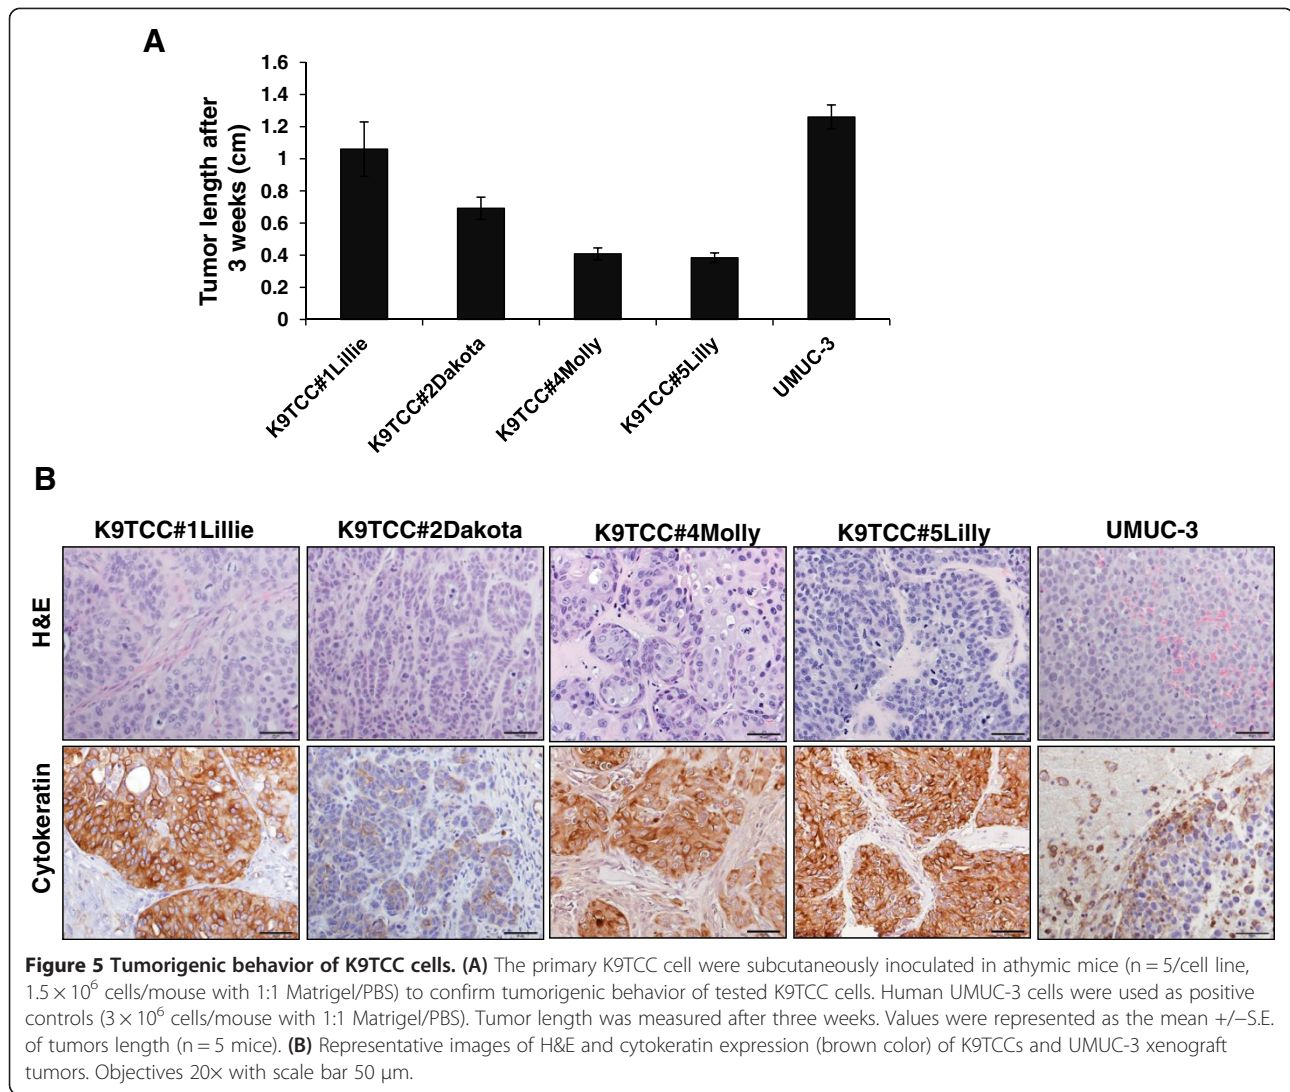 A
Tumor length after
3 weeks (cm)
1.6
1.4
1.2
1
0.8
0.6
0.4
0.2
0
K9TCC#1Lillie
K9TCC#2Dakota
K9TCC#4Molly
K9TCC#5Lilly
UMUC-3
B
K9TCC#1Lillie K9TCC#2Dakota K9TCC#4Molly K9TCC#5Lilly UMUC-3
H&E
Cytokeratin
Figure 5 Tumorigenic behavior of K9TCC cells. (A) The primary K9TCC cell were subcutaneously inoculated in athymic mice (n = 5/cell line,
1.5 × 10⁶ cells/mouse with 1:1 Matrigel/PBS) to confirm tumorigenic behavior of tested K9TCC cells. Human UMUC-3 cells were used as positive
controls (3 × 10⁶ cells/mouse with 1:1 Matrigel/PBS). Tumor length was measured after three weeks. Values were represented as the mean +/−S.E.
of tumors length (n = 5 mice). (B) Representative images of H&E and cytokeratin expression (brown color) of K9TCCs and UMUC-3 xenograft
tumors. Objectives 20× with scale bar 50 μm.